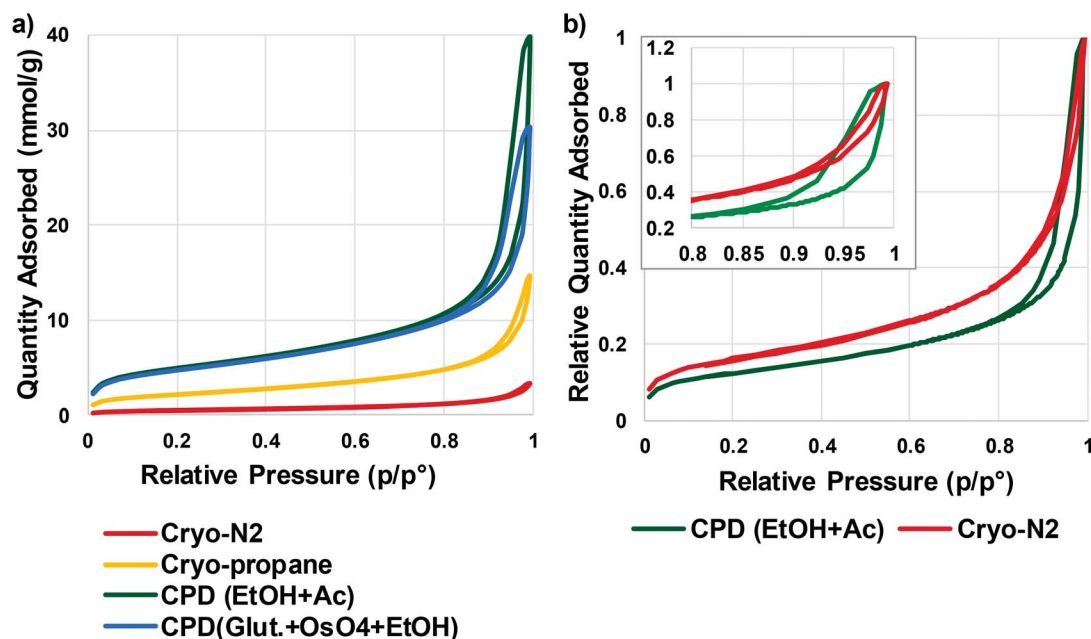 a)
Quantity Adsorbed (mmol/g)
40
30
20
10
0
0 0.2 0.4 0.6 0.8 1
Relative Pressure (p/p°)
Cryo-N2
Cryo-propane
CPD (EtOH+Ac)
CPD(Glut.+OsO4+EtOH)
b)
Relative Quantity Adsorbed
1
0.8
0.6
0.4
0.2
0
0 0.2 0.4 0.6 0.8 1
1.2
1
0.8
0.6
0.4
0.2
0.8 0.85 0.9 0.95 1
Relative Pressure (p/p°)
CPD (EtOH+Ac) Cryo-N2